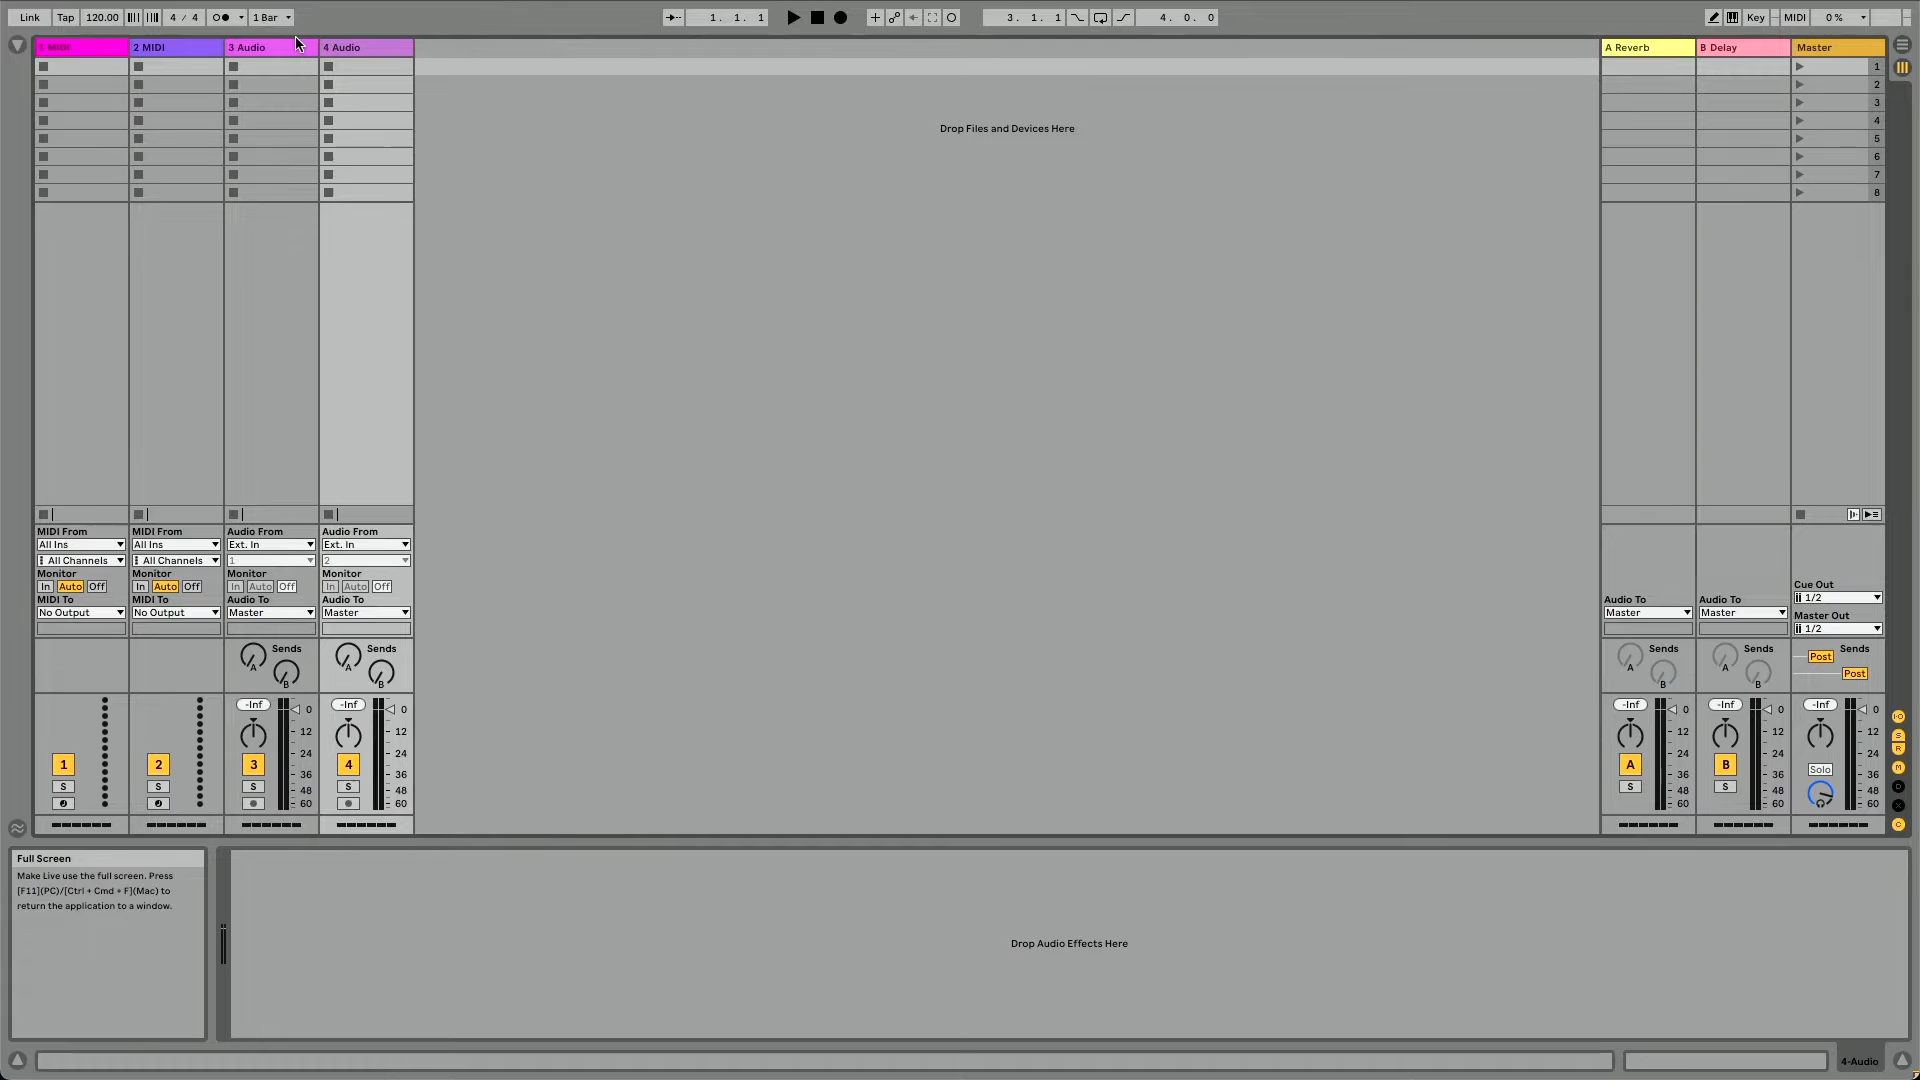 Link Tap 120.00 4 / 4 1 Bar 1. 1. 1 3. 1. 1 4. 0. 0 Key MIDI 0 %
1 MIDI 2 MIDI 3 Audio 4 Audio A Reverb B Delay Master
1
2
Drop Files and Devices Here
3
4
5
6
7
8
MIDI From MIDI From Audio From Audio From
All Ins All Ins Ext. In Ext. In
All Channels All Channels 1 2
Monitor Monitor Monitor Monitor
In Auto Off In Auto Off In Auto Off In Auto Off
Cue Out
1/2
MIDI To MIDI To Audio To Audio To Audio To Audio To
No Output No Output Master Master Master Master
Master Out
1/2
Sends Sends Sends Sends Post Sends
A A A A
B B B B Post
-Inf -Inf -Inf -Inf -Inf
0 0 0 0 0
12 12 12 12 12
24 24 24 24 24
1 2 3 4 A B Solo
36 36 36 36 36
S S S S S S
48 48 48 48 48
60 60 60 60 60
I·O
S
R
M
D
X
C
Full Screen
Make Live use the full screen. Press
[F11](PC)/[Ctrl + Cmd + F](Mac) to
return the application to a window.
Drop Audio Effects Here
4-Audio